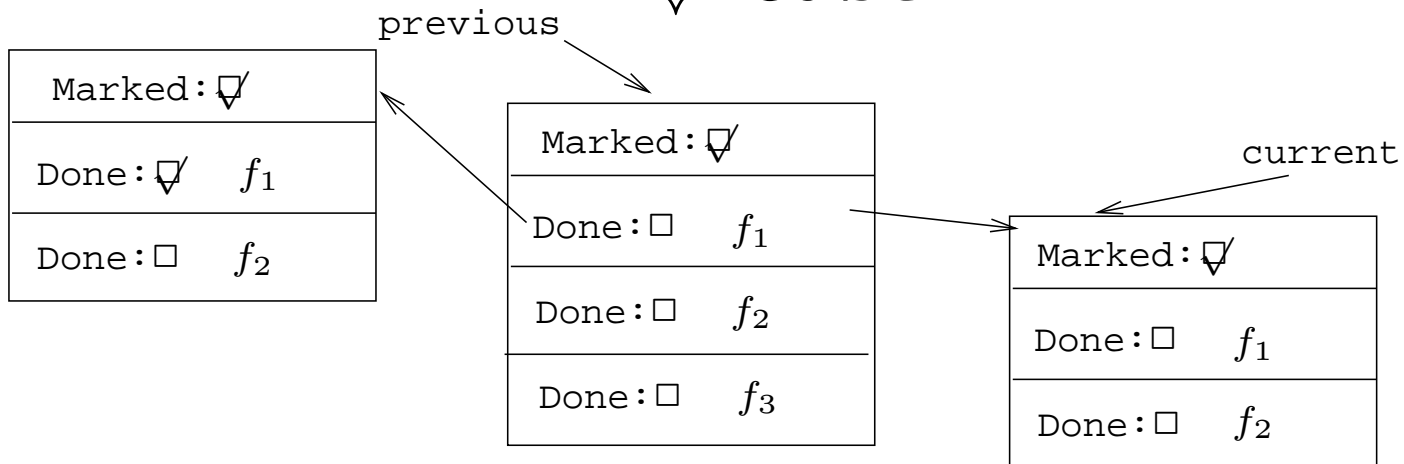 previous
Marked:☑
Done:☑ f₁
Done:☐ f₂
Marked:☑
Done:☐ f₁
Done:☐ f₂
Done:☐ f₃
current
Marked:☑
Done:☐ f₁
Done:☐ f₂